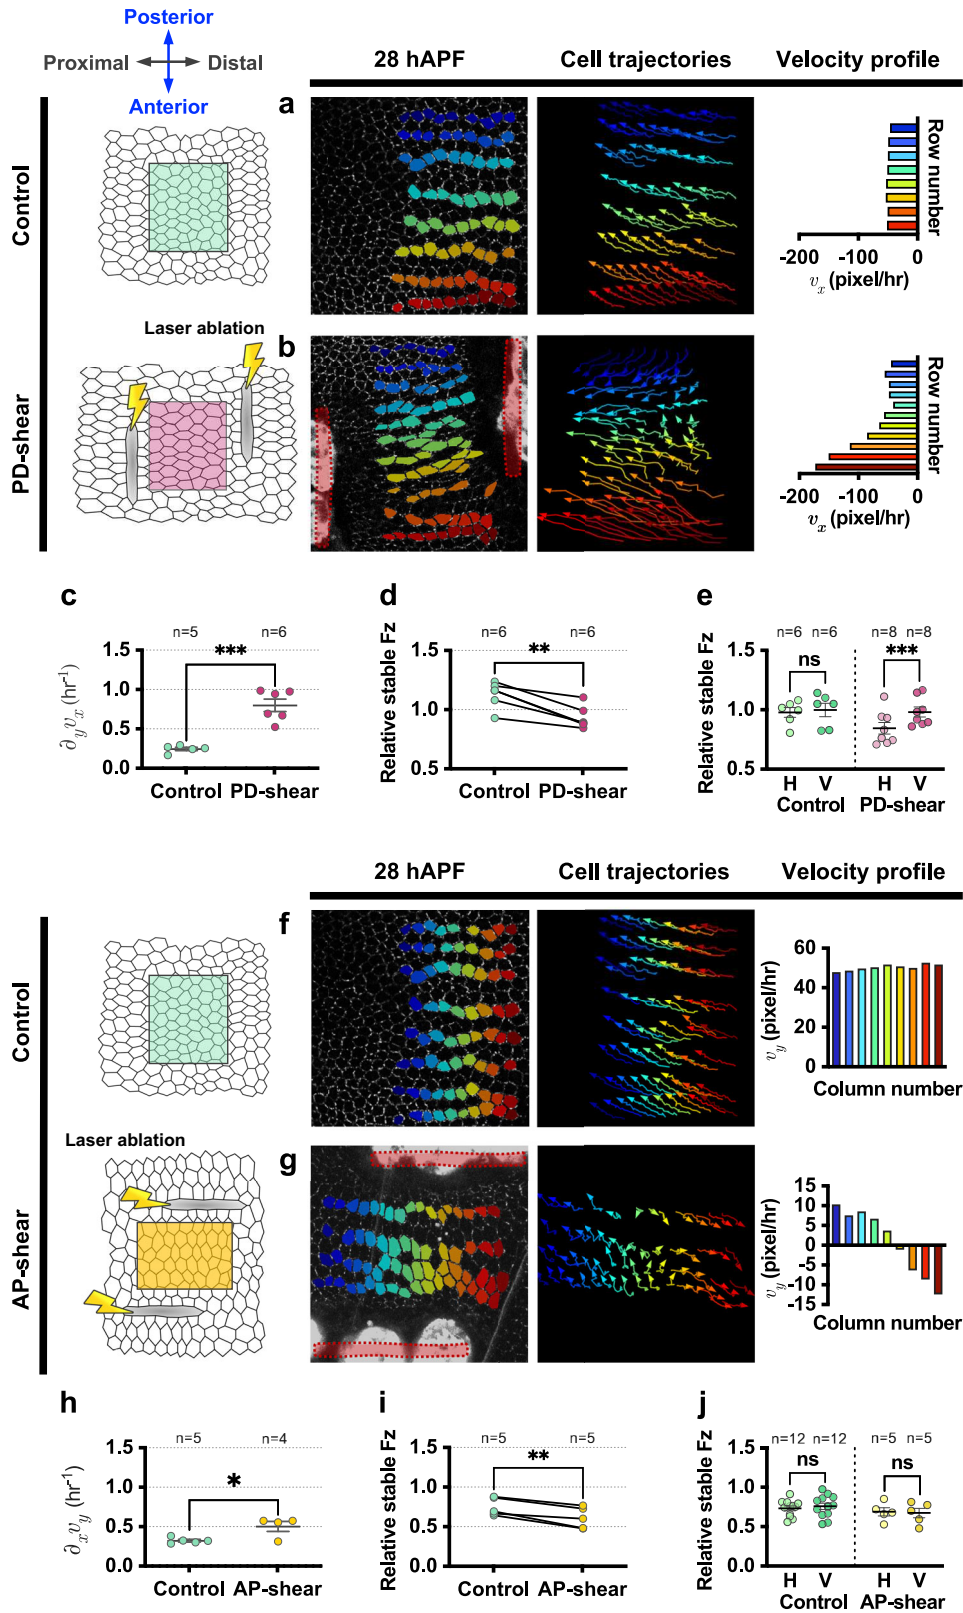 Posterior
Proximal
Distal
Anterior
28 hAPF
Cell trajectories
Velocity profile
Control
a
Row number
-200
-100
0
v_x (pixel/hr)
Laser ablation
PD-shear
b
Row number
-200
-100
0
v_x (pixel/hr)
c
∂_y v_x (hr⁻¹)
n=5
n=6
***
1.5
1.0
0.5
0.0
Control
PD-shear
d
Relative stable Fz
n=6
n=6
**
1.5
1.0
0.5
Control
PD-shear
e
Relative stable Fz
n=6
n=6
n=8
n=8
ns
***
1.5
1.0
0.5
H
V
H
V
Control
PD-shear
28 hAPF
Cell trajectories
Velocity profile
Control
f
v_y (pixel/hr)
60
40
20
0
Column number
Laser ablation
AP-shear
g
v_y (pixel/hr)
15
10
5
0
-5
-10
-15
Column number
h
∂_x v_y (hr⁻¹)
n=5
n=4
*
1.5
1.0
0.5
0.0
Control
AP-shear
i
Relative stable Fz
n=5
n=5
**
1.5
1.0
0.5
0.0
Control
AP-shear
j
Relative stable Fz
n=12
n=12
n=5
n=5
ns
ns
1.5
1.0
0.5
0.0
H
V
H
V
Control
AP-shear